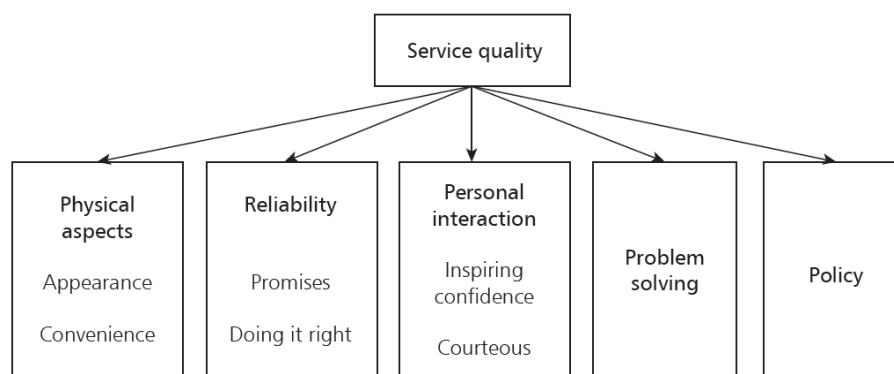 Service quality
Physical
aspects
Appearance
Convenience
Reliability
Promises
Doing it right
Personal
interaction
Inspiring
confidence
Courteous
Problem
solving
Policy